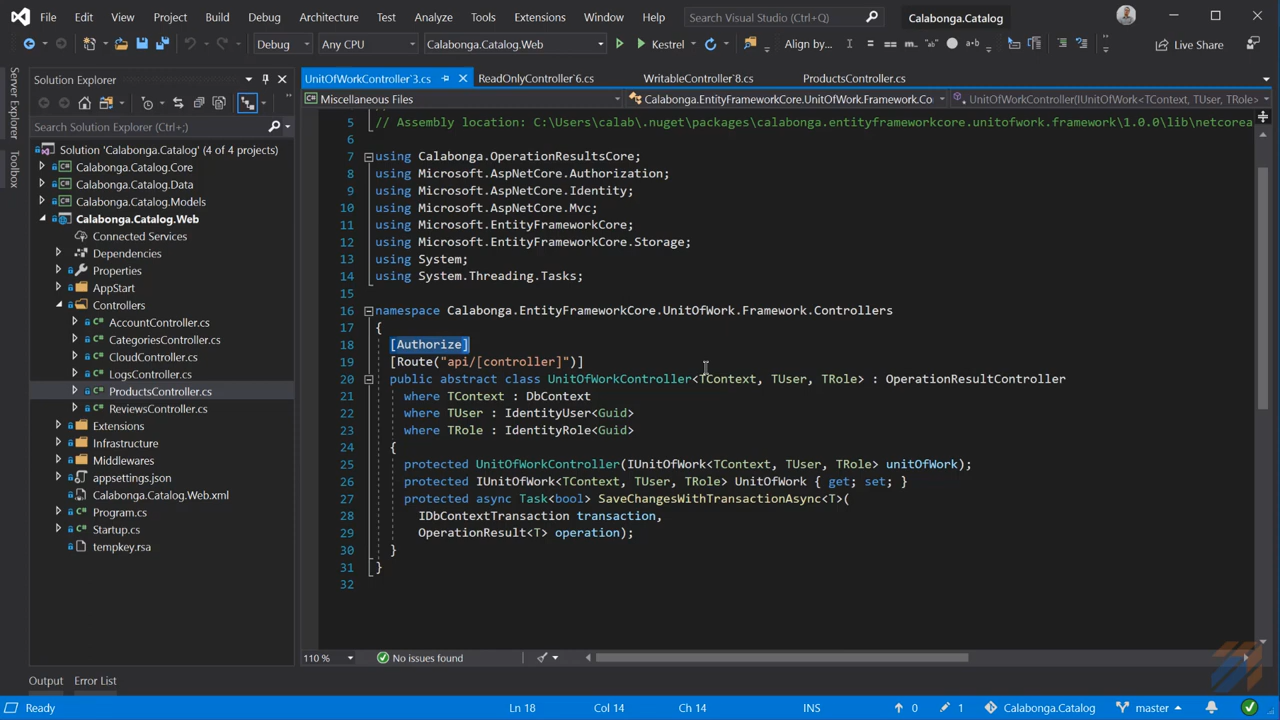 File Edit View Project Build Debug Architecture Test Analyze Tools Extensions Window Help Search Visual Studio (Ctrl+Q) Calabonga.Catalog
Debug Any CPU Calabonga.Catalog.Web Kestrel Align by... Live Share
Server Explorer
Toolbox
Solution Explorer
Search Solution Explorer (Ctrl+;)
Solution 'Calabonga.Catalog' (4 of 4 projects)
Calabonga.Catalog.Core
Calabonga.Catalog.Data
Calabonga.Catalog.Models
Calabonga.Catalog.Web
Connected Services
Dependencies
Properties
AppStart
Controllers
AccountController.cs
CategoriesController.cs
CloudController.cs
LogsController.cs
ProductsController.cs
ReviewsController.cs
Extensions
Infrastructure
Middlewares
appsettings.json
Calabonga.Catalog.Web.xml
Program.cs
Startup.cs
tempkey.rsa
UnitOfWorkController`3.cs ReadOnlyController`6.cs WritableController`8.cs ProductsController.cs
Miscellaneous Files Calabonga.EntityFrameworkCore.UnitOfWork.Framework.Co UnitOfWorkController(IUnitOfWork<TContext, TUser, TRole>
5 // Assembly location: C:\Users\calab\.nuget\packages\calabonga.entityframeworkcore.unitofwork.framework\1.0.0\lib\netcorea
6
7 using Calabonga.OperationResultsCore;
8 using Microsoft.AspNetCore.Authorization;
9 using Microsoft.AspNetCore.Identity;
10 using Microsoft.AspNetCore.Mvc;
11 using Microsoft.EntityFrameworkCore;
12 using Microsoft.EntityFrameworkCore.Storage;
13 using System;
14 using System.Threading.Tasks;
15
16 namespace Calabonga.EntityFrameworkCore.UnitOfWork.Framework.Controllers
17 {
18 [Authorize]
19 [Route("api/[controller]")]
20 public abstract class UnitOfWorkController<TContext, TUser, TRole> : OperationResultController
21 where TContext : DbContext
22 where TUser : IdentityUser<Guid>
23 where TRole : IdentityRole<Guid>
24 {
25 protected UnitOfWorkController(IUnitOfWork<TContext, TUser, TRole> unitOfWork);
26 protected IUnitOfWork<TContext, TUser, TRole> UnitOfWork { get; set; }
27 protected async Task<bool> SaveChangesWithTransactionAsync<T>(
28 IDbContextTransaction transaction,
29 OperationResult<T> operation);
30 }
31 }
32
110 % No issues found
Output Error List
Ready Ln 18 Col 14 Ch 14 INS 0 1 Calabonga.Catalog master